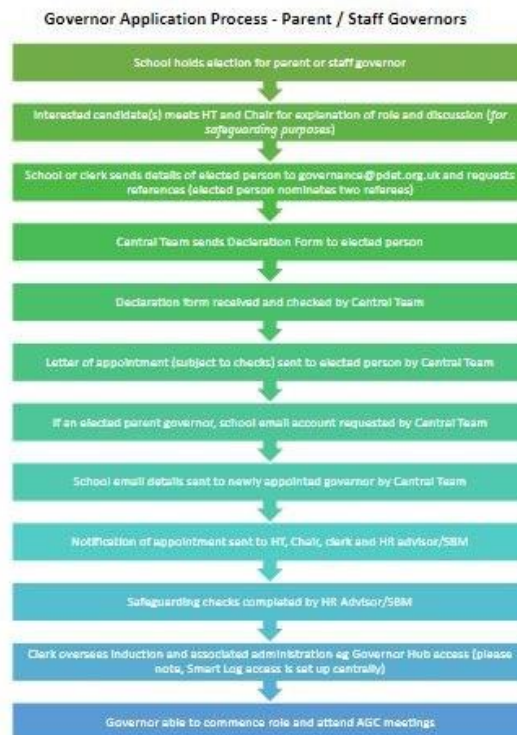 Governor Application Process - Parent / Staff Governors
School holds election for parent or staff governor
Interested candidate(s) meets HT and Chair for explanation of role and discussion (for
safeguarding purposes)
School or clerk sends details of elected person to governance@pdet.org.uk and requests
references (elected person nominates two referees)
Central Team sends Declaration Form to elected person
Declaration form received and checked by Central Team
Letter of appointment (subject to checks) sent to elected person by Central Team
If an elected parent governor, school email account requested by Central Team
School email details sent to newly appointed governor by Central Team
Notification of appointment sent to HT, Chair, clerk and HR advisor/SBM
Safeguarding checks completed by HR Advisor/SBM
Clerk oversees induction and associated administration eg Governor Hub access (please
note, Smart Log access is set up centrally)
Governor able to commence role and attend AGC meetings